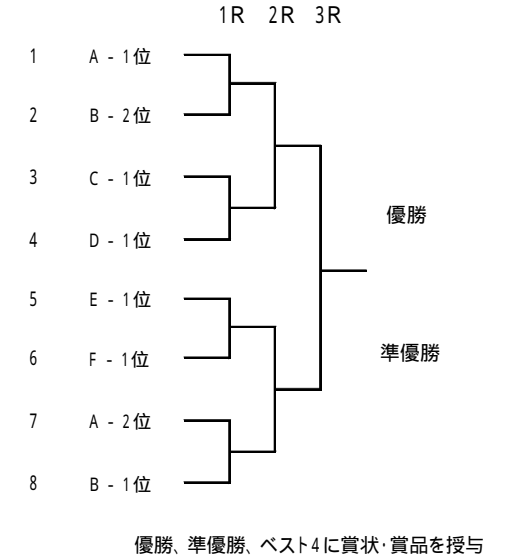 1R 2R 3R
1 A - 1位
2 B - 2位
3 C - 1位
4 D - 1位
優勝
5 E - 1位
準優勝
6 F - 1位
7 A - 2位
8 B - 1位
優勝、準優勝、ベスト4に賞状・賞品を授与